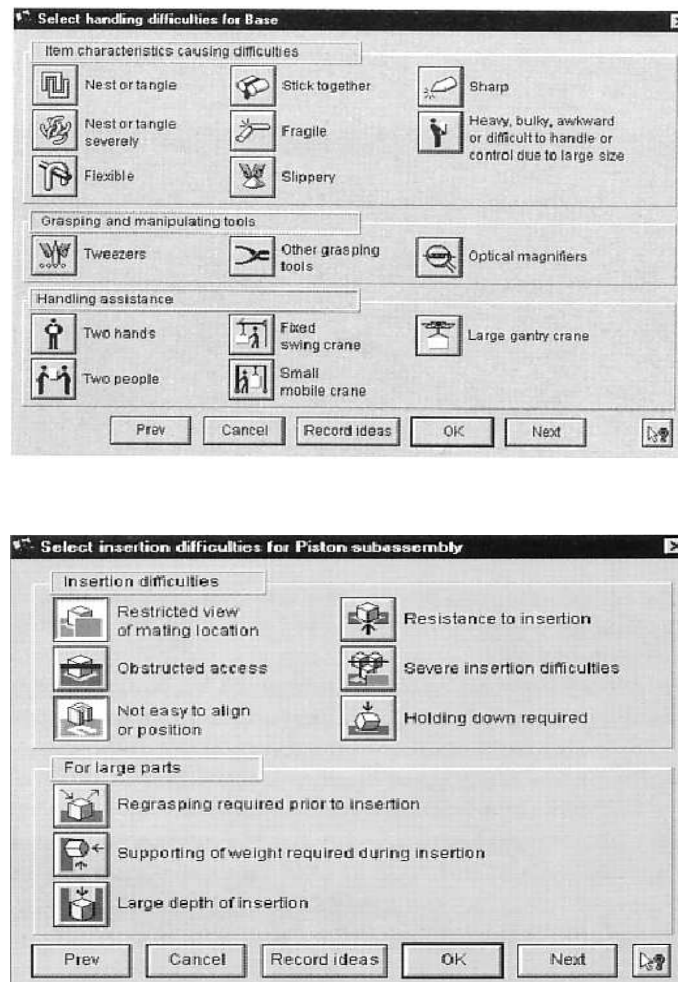 Select handling difficulties for Base
Item characteristics causing difficulties
Nest or tangle
Stick together
Sharp
Nest or tangle
severely
Fragile
Heavy, bulky, awkward
or difficult to handle or
control due to large size
Flexible
Slippery
Grasping and manipulating tools
Tweezers
Other grasping
tools
Optical magnifiers
Handling assistance
Two hands
Fixed
swing crane
Large gantry crane
Two people
Small
mobile crane
Prev
Cancel
Record ideas
OK
Next
Select insertion difficulties for Piston subassembly
Insertion difficulties
Restricted view
of mating location
Resistance to insertion
Obstructed access
Severe insertion difficulties
Not easy to align
or position
Holding down required
For large parts
Regrasping required prior to insertion
Supporting of weight required during insertion
Large depth of insertion
Prev
Cancel
Record ideas
OK
Next